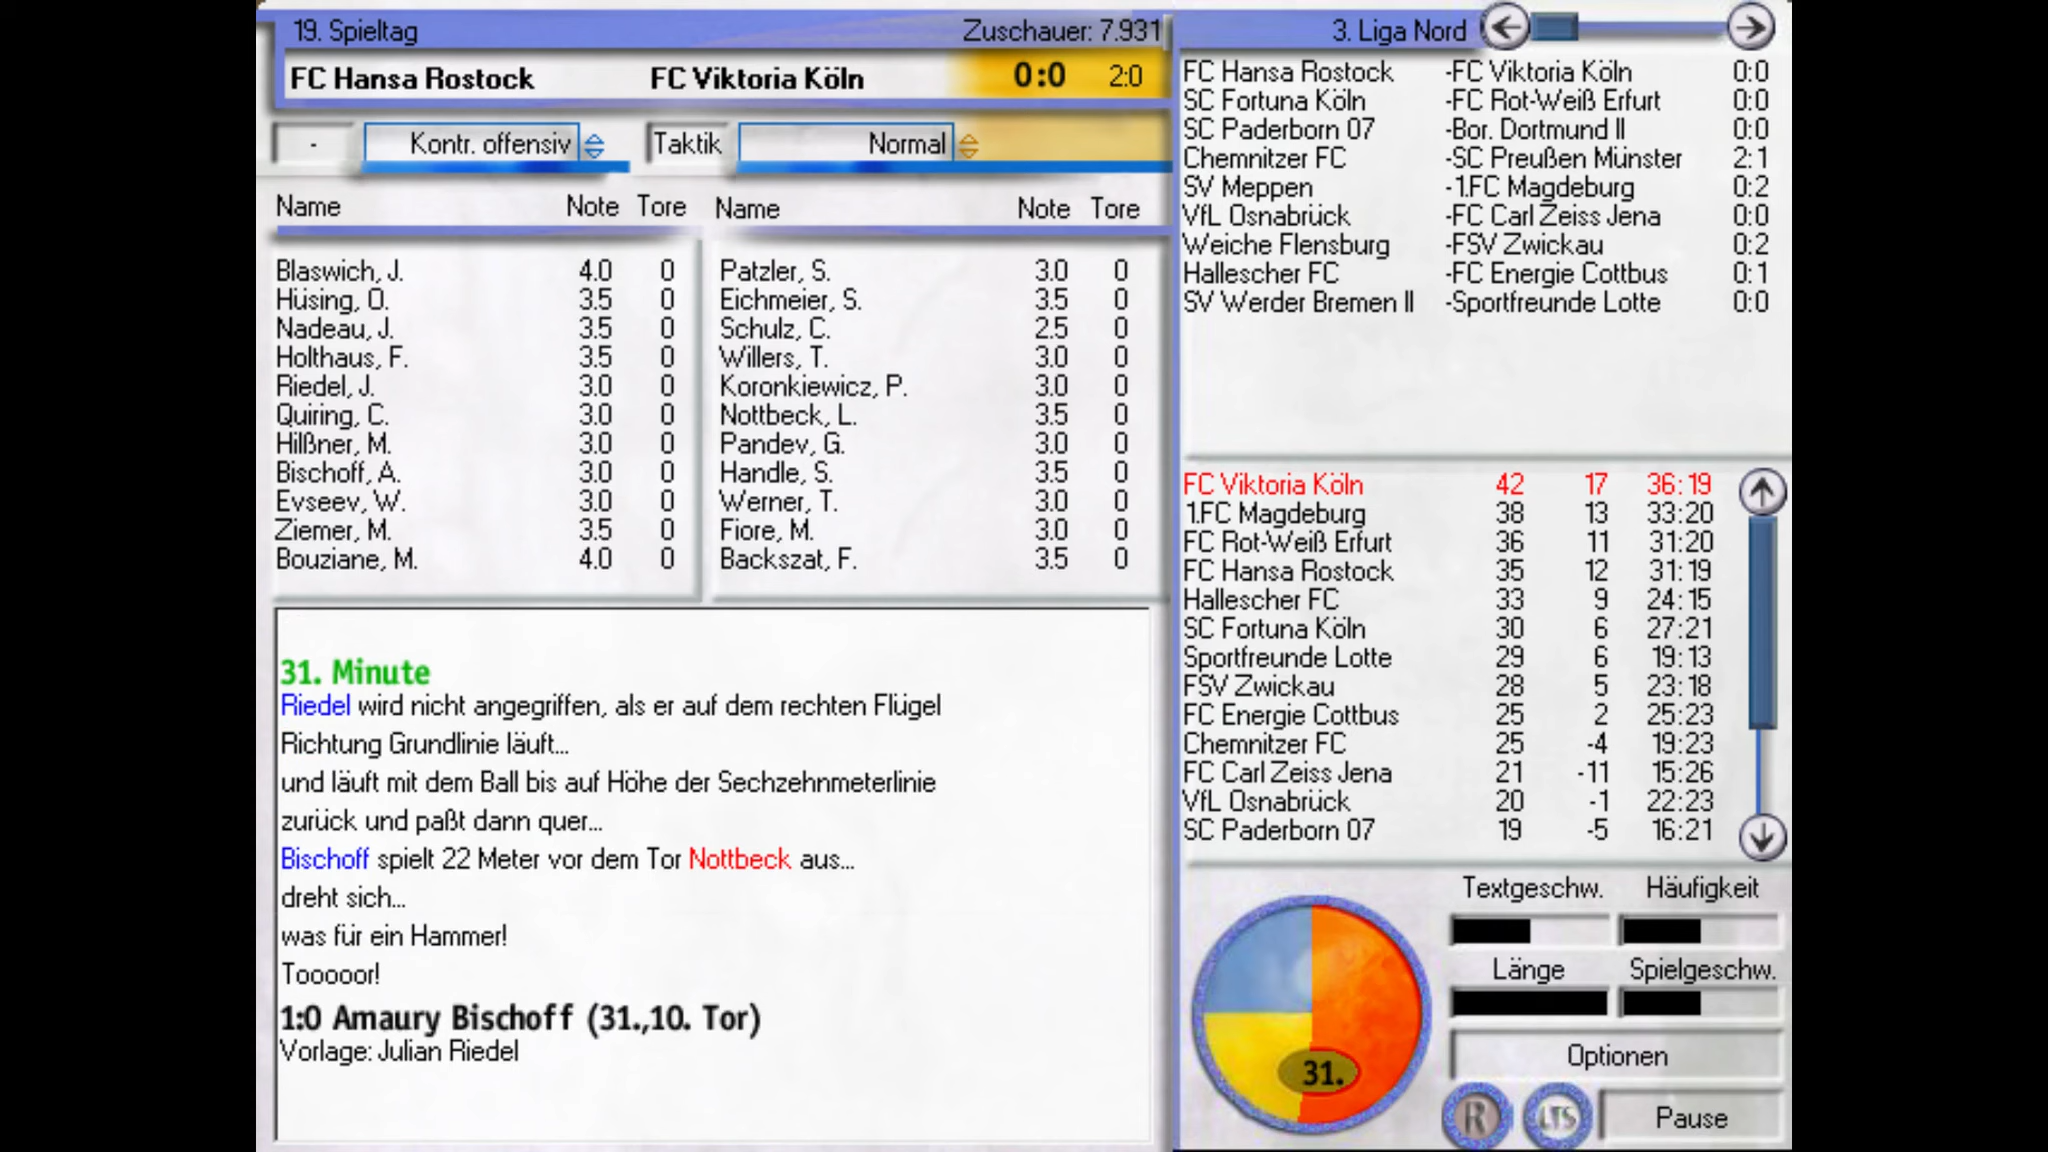 19. Spieltag Zuschauer: 7.931
FC Hansa Rostock FC Viktoria Köln 0:0 2:0
- Kontr. offensiv Taktik Normal
Name Note Tore Name Note Tore
Blaswich, J. 4.0 0 Patzler, S. 3.0 0
Hüsing, O. 3.5 0 Eichmeier, S. 3.5 0
Nadeau, J. 3.5 0 Schulz, C. 2.5 0
Holthaus, F. 3.5 0 Willers, T. 3.0 0
Riedel, J. 3.0 0 Koronkiewicz, P. 3.0 0
Quiring, C. 3.0 0 Nottbeck, L. 3.5 0
Hilßner, M. 3.0 0 Pandev, G. 3.0 0
Bischoff, A. 3.0 0 Handle, S. 3.5 0
Evseev, W. 3.0 0 Werner, T. 3.0 0
Ziemer, M. 3.5 0 Fiore, M. 3.0 0
Bouziane, M. 4.0 0 Backszat, F. 3.5 0
31. Minute
Riedel wird nicht angegriffen, als er auf dem rechten Flügel
Richtung Grundlinie läuft...
und läuft mit dem Ball bis auf Höhe der Sechzehnmeterlinie
zurück und paßt dann quer...
Bischoff spielt 22 Meter vor dem Tor Nottbeck aus...
dreht sich...
was für ein Hammer!
Tooooor!
1:0 Amaury Bischoff (31.,10. Tor)
Vorlage: Julian Riedel
3. Liga Nord
FC Hansa Rostock -FC Viktoria Köln 0:0
SC Fortuna Köln -FC Rot-Weiß Erfurt 0:0
SC Paderborn 07 -Bor. Dortmund II 0:0
Chemnitzer FC -SC Preußen Münster 2:1
SV Meppen -1.FC Magdeburg 0:2
VfL Osnabrück -FC Carl Zeiss Jena 0:0
Weiche Flensburg -FSV Zwickau 0:2
Hallescher FC -FC Energie Cottbus 0:1
SV Werder Bremen II -Sportfreunde Lotte 0:0
FC Viktoria Köln 42 17 36:19
1.FC Magdeburg 38 13 33:20
FC Rot-Weiß Erfurt 36 11 31:20
FC Hansa Rostock 35 12 31:19
Hallescher FC 33 9 24:15
SC Fortuna Köln 30 6 27:21
Sportfreunde Lotte 29 6 19:13
FSV Zwickau 28 5 23:18
FC Energie Cottbus 25 2 25:23
Chemnitzer FC 25 -4 19:23
FC Carl Zeiss Jena 21 -11 15:26
VfL Osnabrück 20 -1 22:23
SC Paderborn 07 19 -5 16:21
Textgeschw. Häufigkeit
Länge Spielgeschw.
31.
Optionen
R LTS Pause